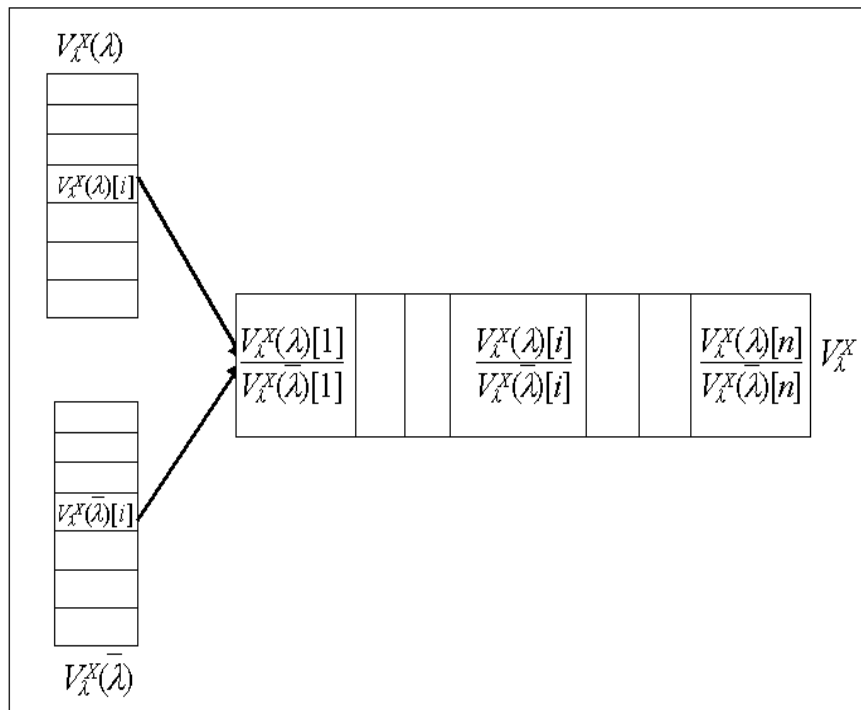 V_λ^X(λ)
V_λ^X(λ)[i]
V_λ^X(λ)[1] / V_λ^X(λ̅)[1]
V_λ^X(λ)[i] / V_λ^X(λ̅)[i]
V_λ^X(λ)[n] / V_λ^X(λ̅)[n]
V_λ^X
V_λ^X(λ̅)[i]
V_λ^X(λ̅)